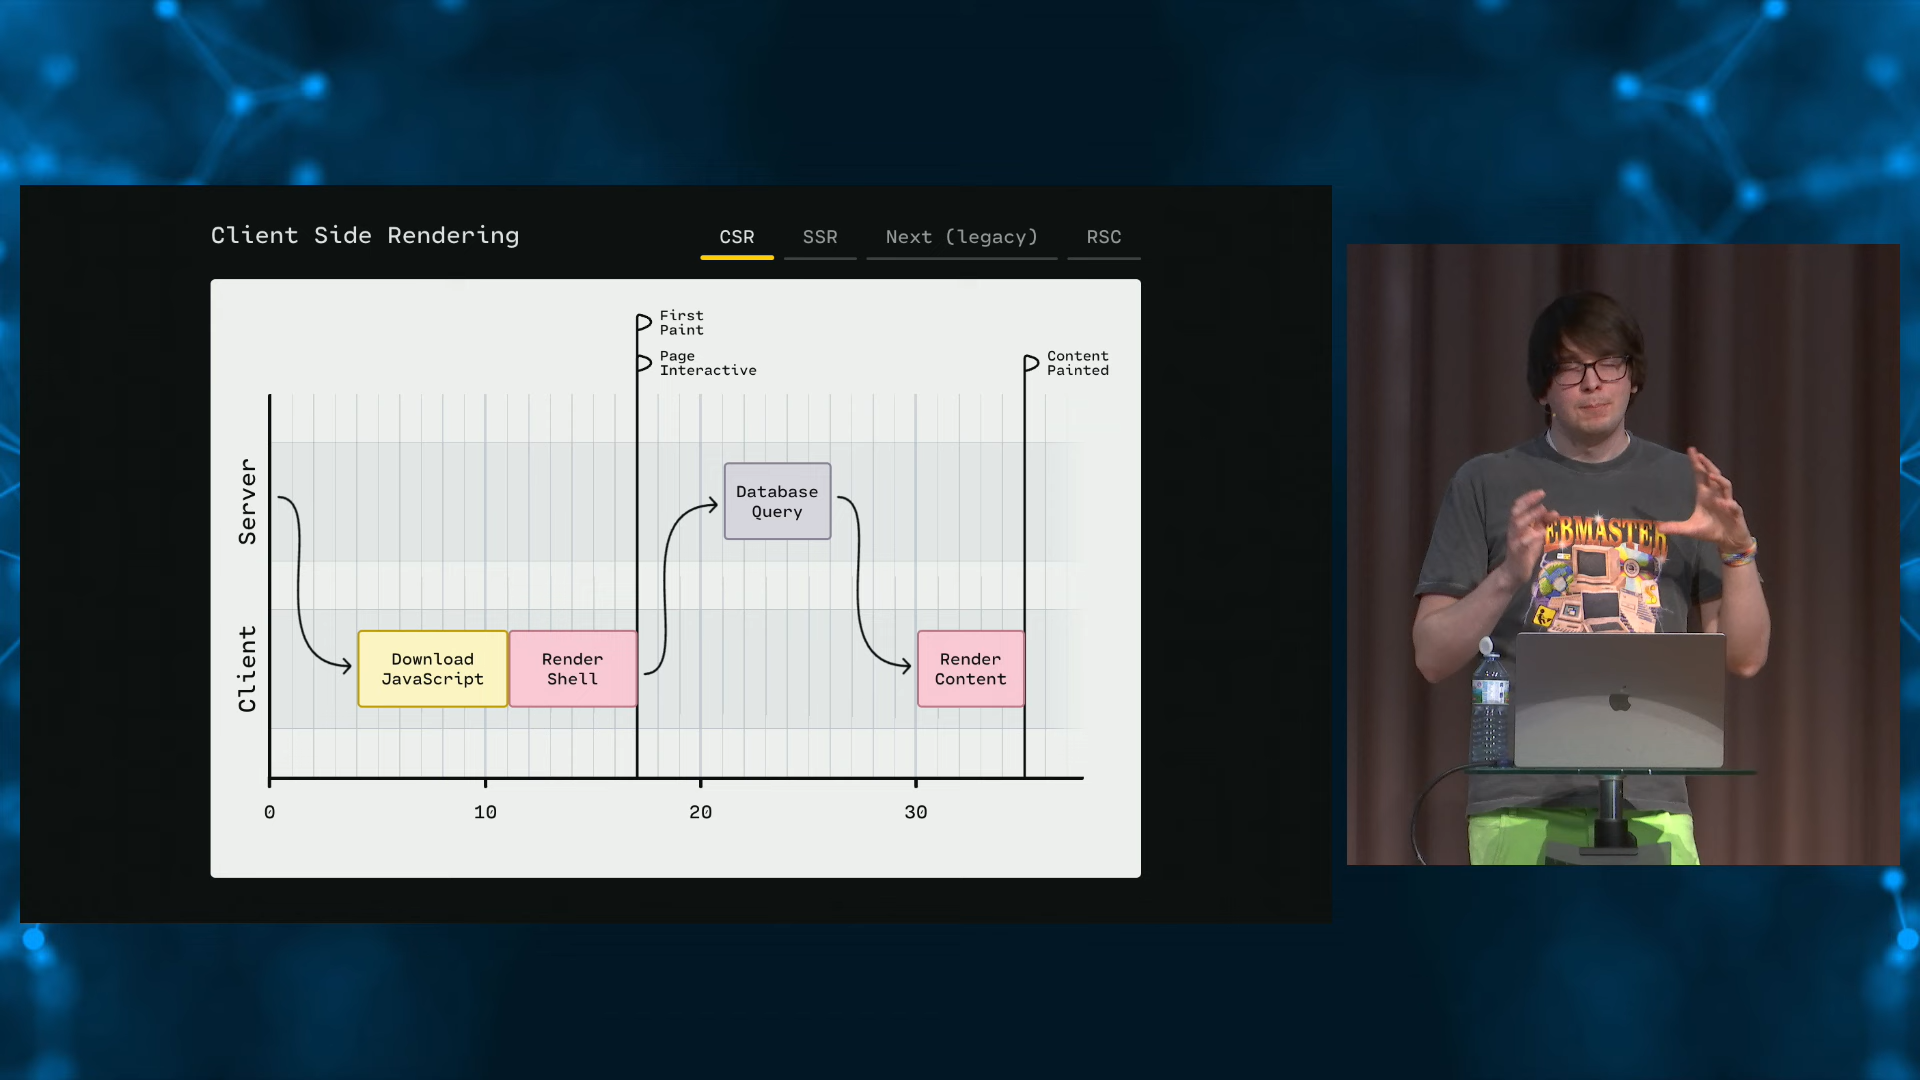 Client Side Rendering
CSR
SSR
Next (legacy)
RSC
First
Paint
Page
Interactive
Content
Painted
Server
Database
Query
Client
Download
JavaScript
Render
Shell
Render
Content
0
10
20
30
EBMASTER